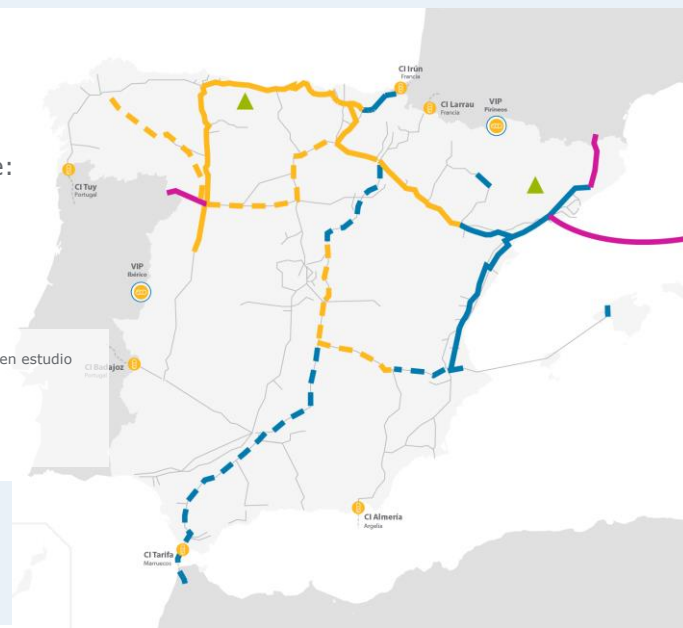 e:
CI Irún
Francia
CI Larrau
Francia
VIP
Pirineos
CI Tuy
Portugal
VIP
Ibérico
en estudio
CI Badajoz
Portugal
CI Almería
Argelia
CI Tarifa
Marruecos